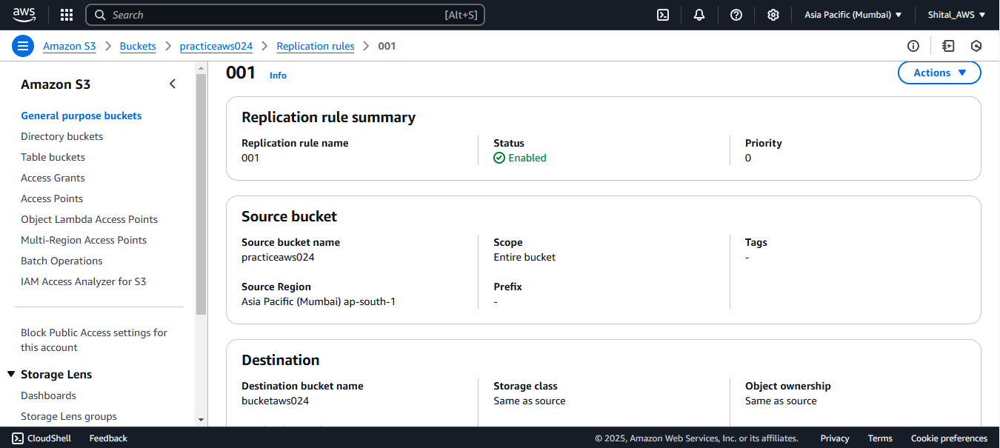 aws
Search
[Alt+S]
Asia Pacific (Mumbai)
Shital_AWS
Amazon S3 > Buckets > practiceaws024 > Replication rules > 001
Amazon S3
General purpose buckets
Directory buckets
Table buckets
Access Grants
Access Points
Object Lambda Access Points
Multi-Region Access Points
Batch Operations
IAM Access Analyzer for S3
Block Public Access settings for
this account
Storage Lens
Dashboards
Storage Lens groups
001 Info
Actions
Replication rule summary
Replication rule name
001
Status
Enabled
Priority
0
Source bucket
Source bucket name
practiceaws024
Source Region
Asia Pacific (Mumbai) ap-south-1
Scope
Entire bucket
Prefix
-
Tags
-
Destination
Destination bucket name
bucketaws024
Storage class
Same as source
Object ownership
Same as source
CloudShell
Feedback
© 2025, Amazon Web Services, Inc. or its affiliates.
Privacy
Terms
Cookie preferences